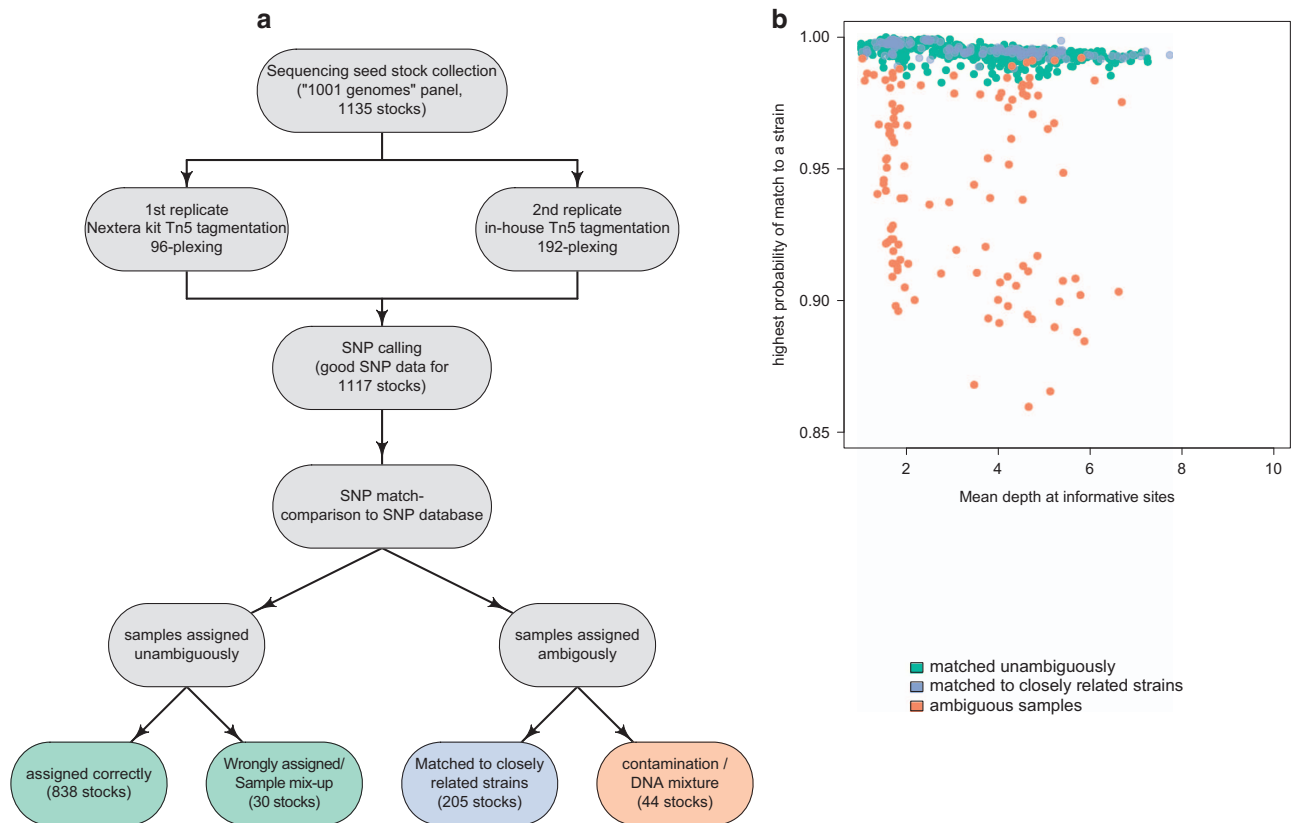 a
Sequencing seed stock collection
("1001 genomes" panel,
1135 stocks)
1st replicate
Nextera kit Tn5 tagmentation
96-plexing
2nd replicate
in-house Tn5 tagmentation
192-plexing
SNP calling
(good SNP data for
1117 stocks)
SNP match-
comparison to SNP database
samples assigned
unambiguously
samples assigned
ambigously
assigned correctly
(838 stocks)
Wrongly assigned/
Sample mix-up
(30 stocks)
Matched to closely
related strains
(205 stocks)
contamination /
DNA mixture
(44 stocks)
b
highest probability of match to a strain
1.00
0.95
0.90
0.85
2 4 6 8 10
Mean depth at informative sites
matched unambiguously
matched to closely related strains
ambiguous samples